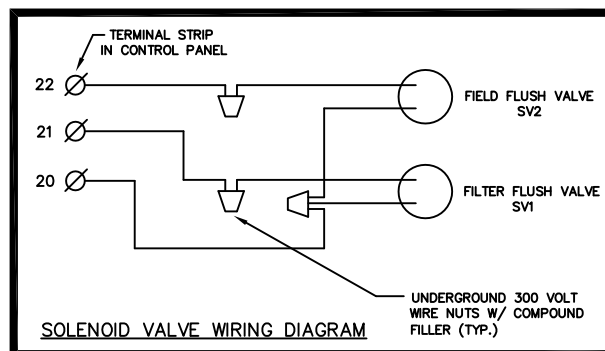 TERMINAL STRIP
IN CONTROL PANEL
22
FIELD FLUSH VALVE
SV2
21
20
FILTER FLUSH VALVE
SV1
UNDERGROUND 300 VOLT
WIRE NUTS W/ COMPOUND
FILLER (TYP.)
SOLENOID VALVE WIRING DIAGRAM